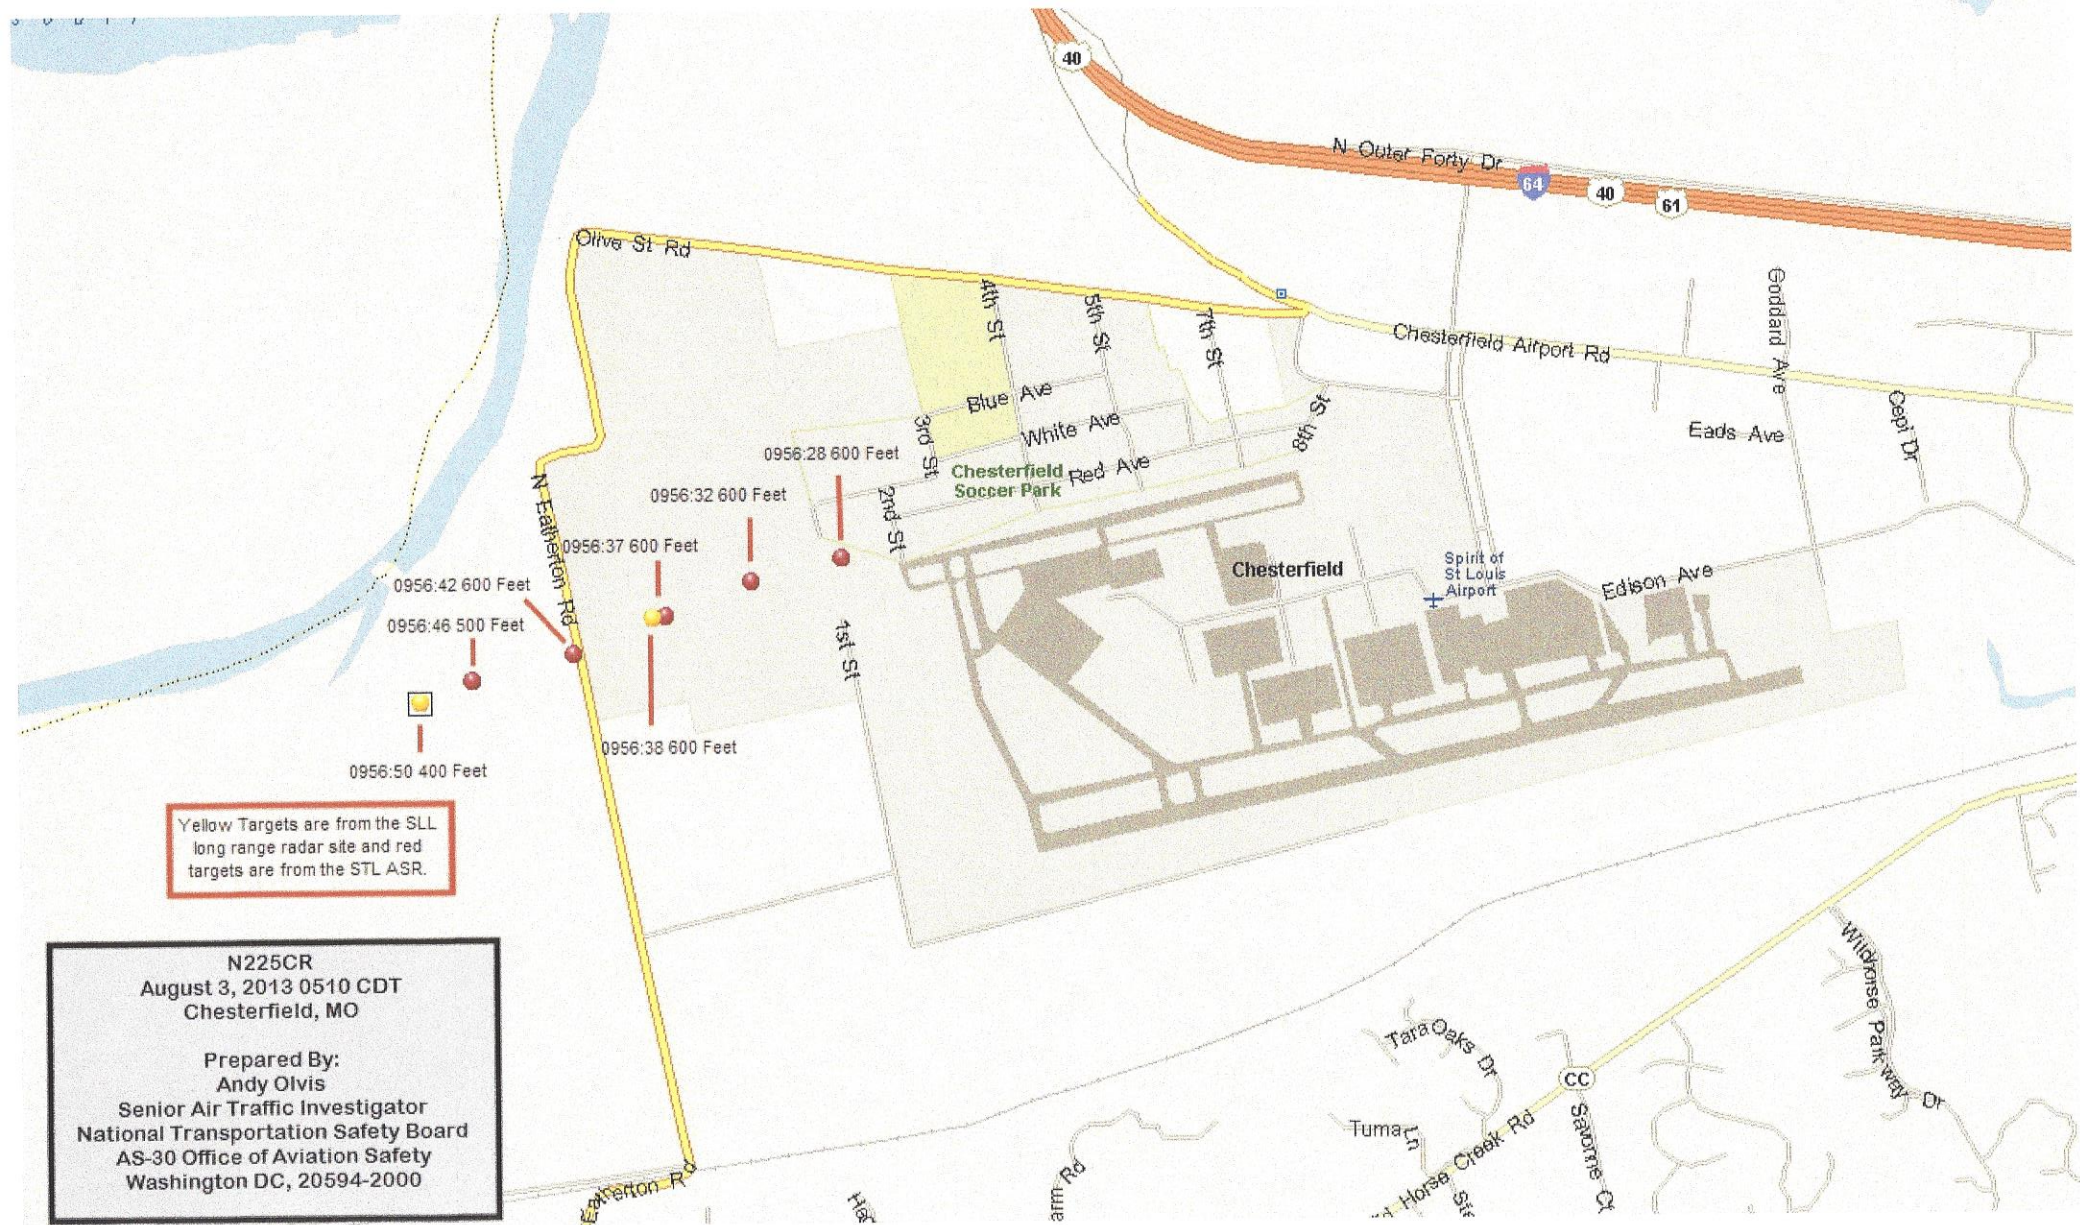 40
N Outer Forty Dr
64
40
61
Olive St Rd
4th St
5th St
7th St
Goddard Ave
Chesterfield Airport Rd
Blue Ave
White Ave
8th St
Cepi Dr
Eads Ave
3rd St
0956:28 600 Feet
Chesterfield
Soccer Park
Red Ave
N Eatherton Rd
0956:32 600 Feet
2nd St
0956:37 600 Feet
Chesterfield
Spirit of
St Louis
Airport
Edison Ave
0956:42 600 Feet
0956:46 500 Feet
1st St
0956:38 600 Feet
0956:50 400 Feet
Yellow Targets are from the SLL
long range radar site and red
targets are from the STL ASR.
N225CR
August 3, 2013 0510 CDT
Chesterfield, MO
Prepared By:
Andy Olvis
Senior Air Traffic Investigator
National Transportation Safety Board
AS-30 Office of Aviation Safety
Washington DC, 20594-2000
Wildhorse Parkway Dr
Tara Oaks Dr
CC
Tuma Ln
Savonne Ct
Horse Creek Rd
Eatherton Rd
arm Rd